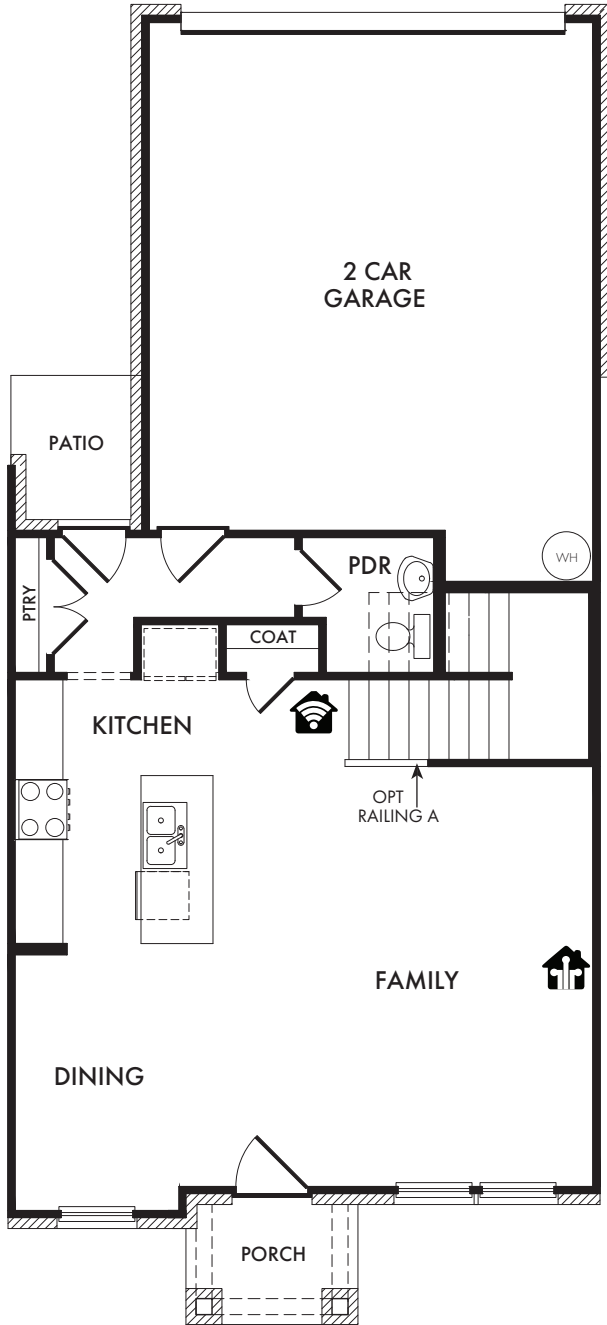 2 CAR
GARAGE
PATIO
WH
PDR
PTRY
COAT
KITCHEN
OPT
RAILING A
FAMILY
DINING
PORCH